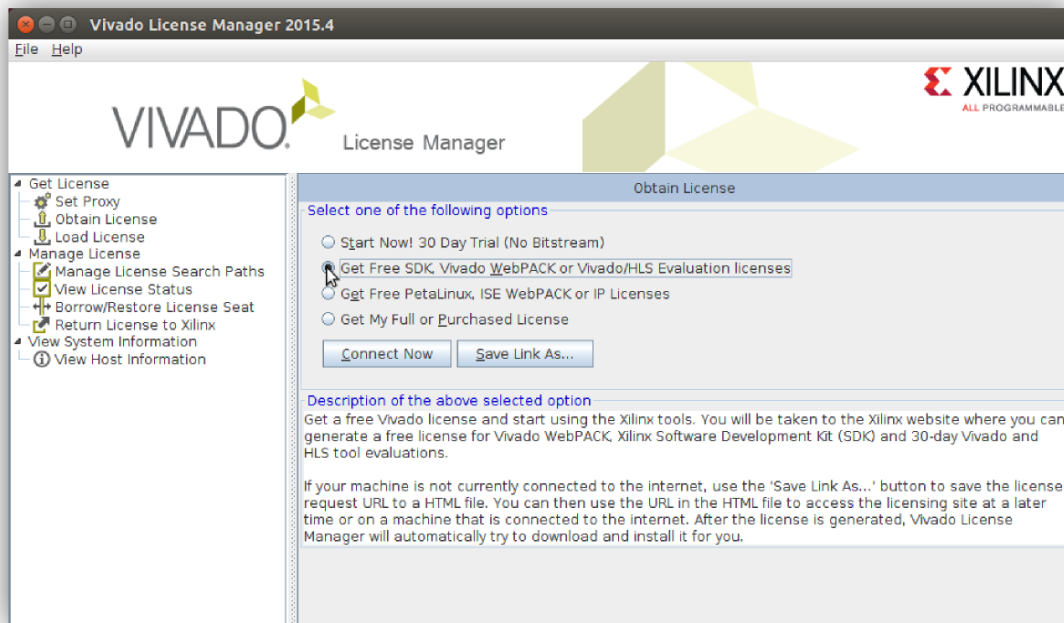 Vivado License Manager 2015.4
File Help
VIVADO.
License Manager
XILINX
ALL PROGRAMMABLE
Get License
Set Proxy
Obtain License
Load License
Manage License
Manage License Search Paths
View License Status
Borrow/Restore License Seat
Return License to Xilinx
View System Information
View Host Information
Obtain License
Select one of the following options
Start Now! 30 Day Trial (No Bitstream)
Get Free SDK, Vivado WebPACK or Vivado/HLS Evaluation licenses
Get Free PetaLinux, ISE WebPACK or IP Licenses
Get My Full or Purchased License
Connect Now Save Link As...
Description of the above selected option
Get a free Vivado license and start using the Xilinx tools. You will be taken to the Xilinx website where you can
generate a free license for Vivado WebPACK, Xilinx Software Development Kit (SDK) and 30-day Vivado and
HLS tool evaluations.
If your machine is not currently connected to the internet, use the 'Save Link As...' button to save the license
request URL to a HTML file. You can then use the URL in the HTML file to access the licensing site at a later
time or on a machine that is connected to the internet. After the license is generated, Vivado License
Manager will automatically try to download and install it for you.